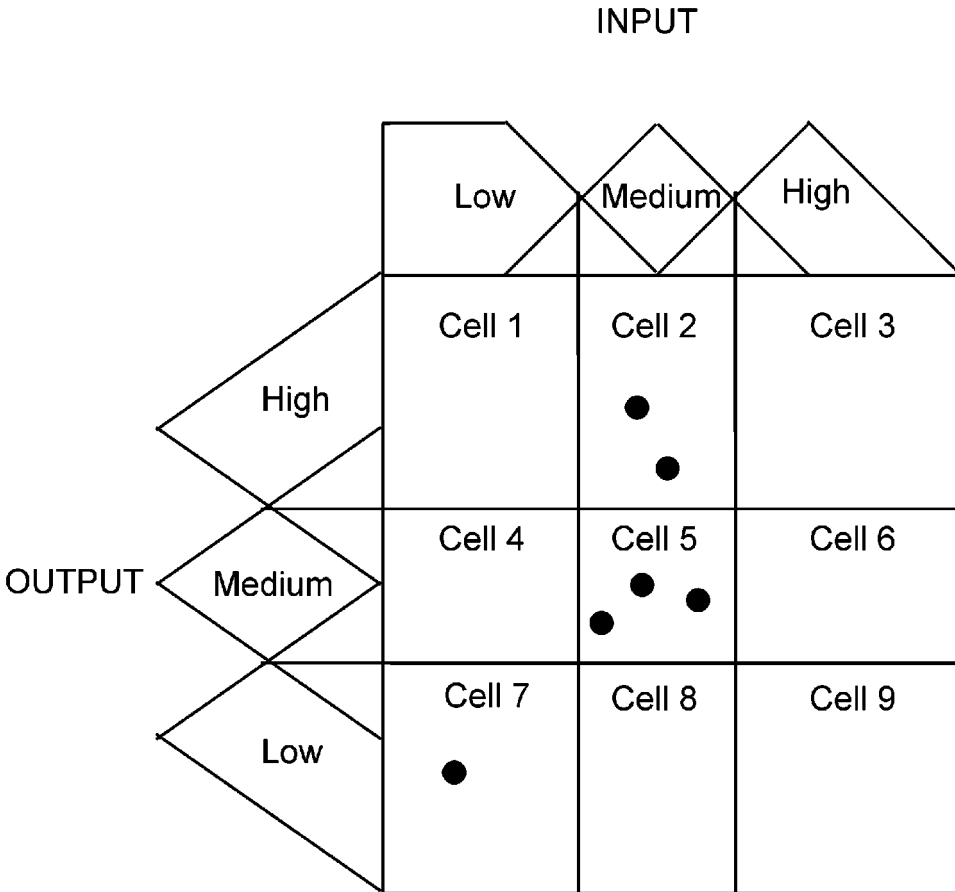 INPUT
Low Medium High
Cell 1 Cell 2 Cell 3
High
Cell 4 Cell 5 Cell 6
OUTPUT Medium
Cell 7 Cell 8 Cell 9
Low